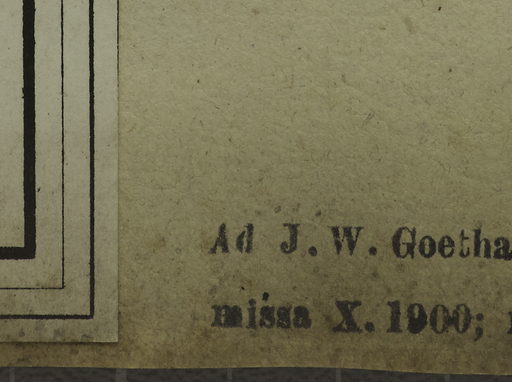 Ad J. W. Goetha
missa X. 1900;